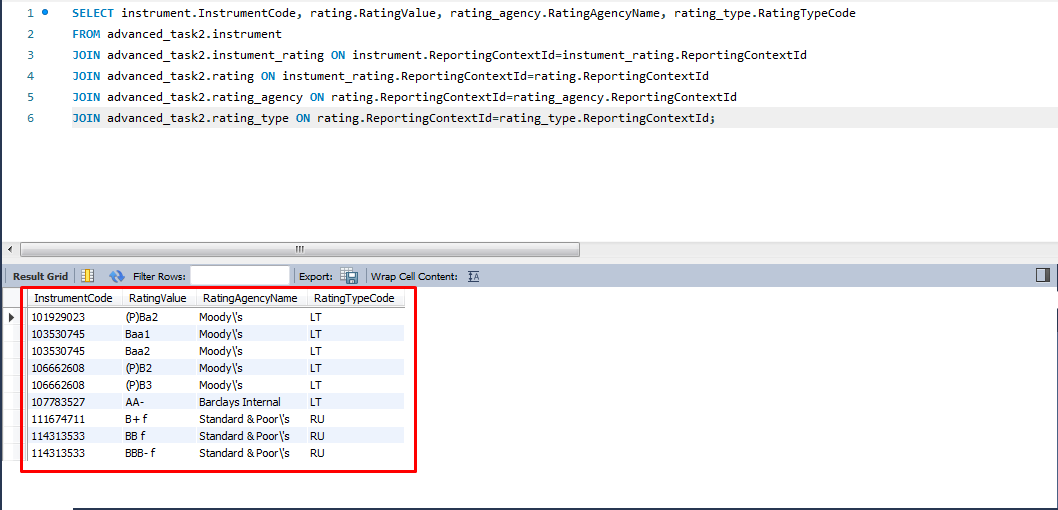 1 SELECT instrument.InstrumentCode, rating.RatingValue, rating_agency.RatingAgencyName, rating_type.RatingTypeCode
2 FROM advanced_task2.instrument
3 JOIN advanced_task2.instument_rating ON instrument.ReportingContextId=instument_rating.ReportingContextId
4 JOIN advanced_task2.rating ON instument_rating.ReportingContextId=rating.ReportingContextId
5 JOIN advanced_task2.rating_agency ON rating.ReportingContextId=rating_agency.ReportingContextId
6 JOIN advanced_task2.rating_type ON rating.ReportingContextId=rating_type.ReportingContextId;
Result Grid Filter Rows: Export: Wrap Cell Content:
InstrumentCode RatingValue RatingAgencyName RatingTypeCode
101929023 (P)Ba2 Moody\'s LT
103530745 Baa1 Moody\'s LT
103530745 Baa2 Moody\'s LT
106662608 (P)B2 Moody\'s LT
106662608 (P)B3 Moody\'s LT
107783527 AA- Barclays Internal LT
111674711 B+ f Standard & Poor\'s RU
114313533 BB f Standard & Poor\'s RU
114313533 BBB- f Standard & Poor\'s RU